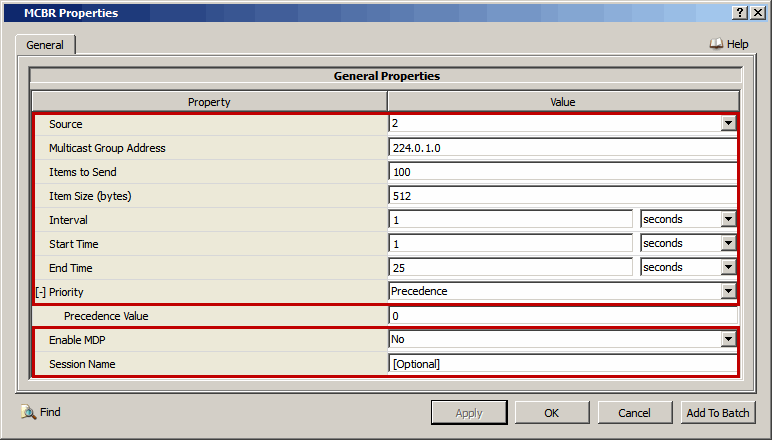 MCBR Properties
General
Help
General Properties
Property Value
Source 2
Multicast Group Address 224.0.1.0
Items to Send 100
Item Size (bytes) 512
Interval 1 seconds
Start Time 1 seconds
End Time 25 seconds
[-] Priority Precedence
Precedence Value 0
Enable MDP No
Session Name [Optional]
Find Apply OK Cancel Add To Batch